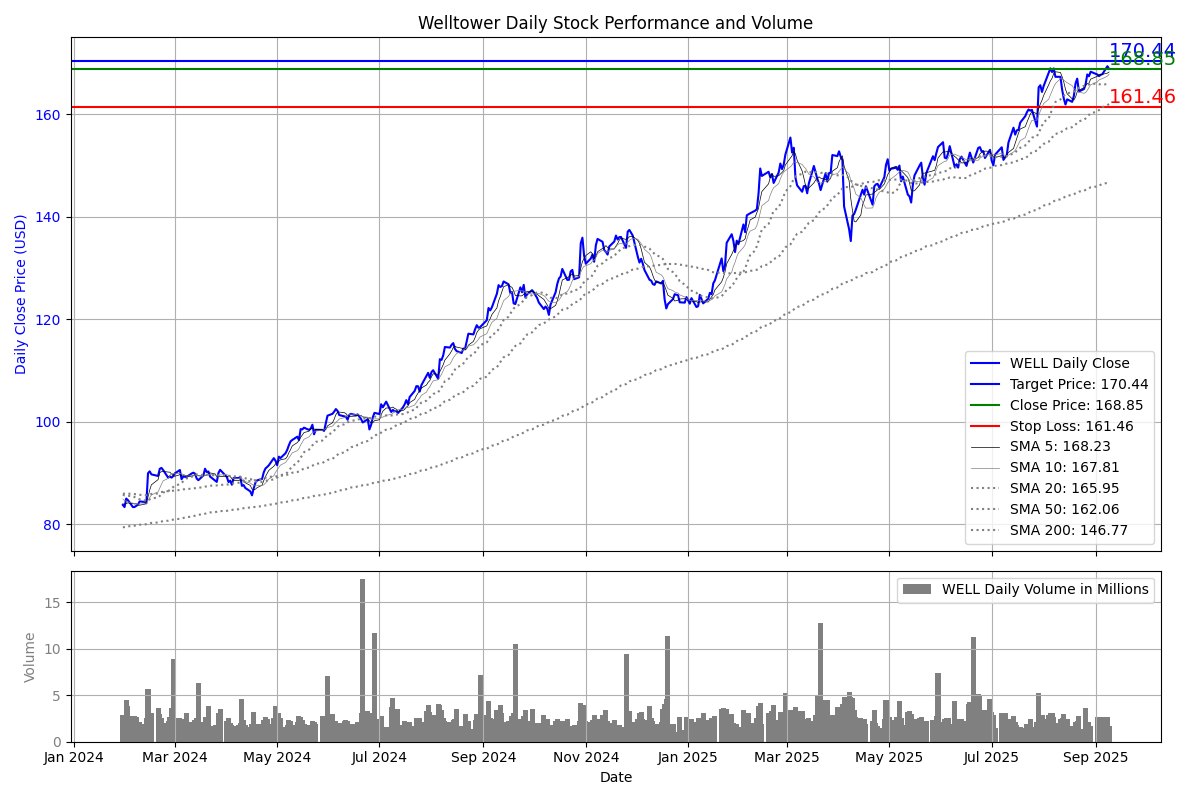 Welltower Daily Stock Performance and Volume
170.44
168.85
161.46
Daily Close Price (USD)
160
140
120
100
80
WELL Daily Close
Target Price: 170.44
Close Price: 168.85
Stop Loss: 161.46
SMA 5: 168.23
SMA 10: 167.81
SMA 20: 165.95
SMA 50: 162.06
SMA 200: 146.77
Volume
15
10
5
0
WELL Daily Volume in Millions
Jan 2024 Mar 2024 May 2024 Jul 2024 Sep 2024 Nov 2024 Jan 2025 Mar 2025 May 2025 Jul 2025 Sep 2025
Date